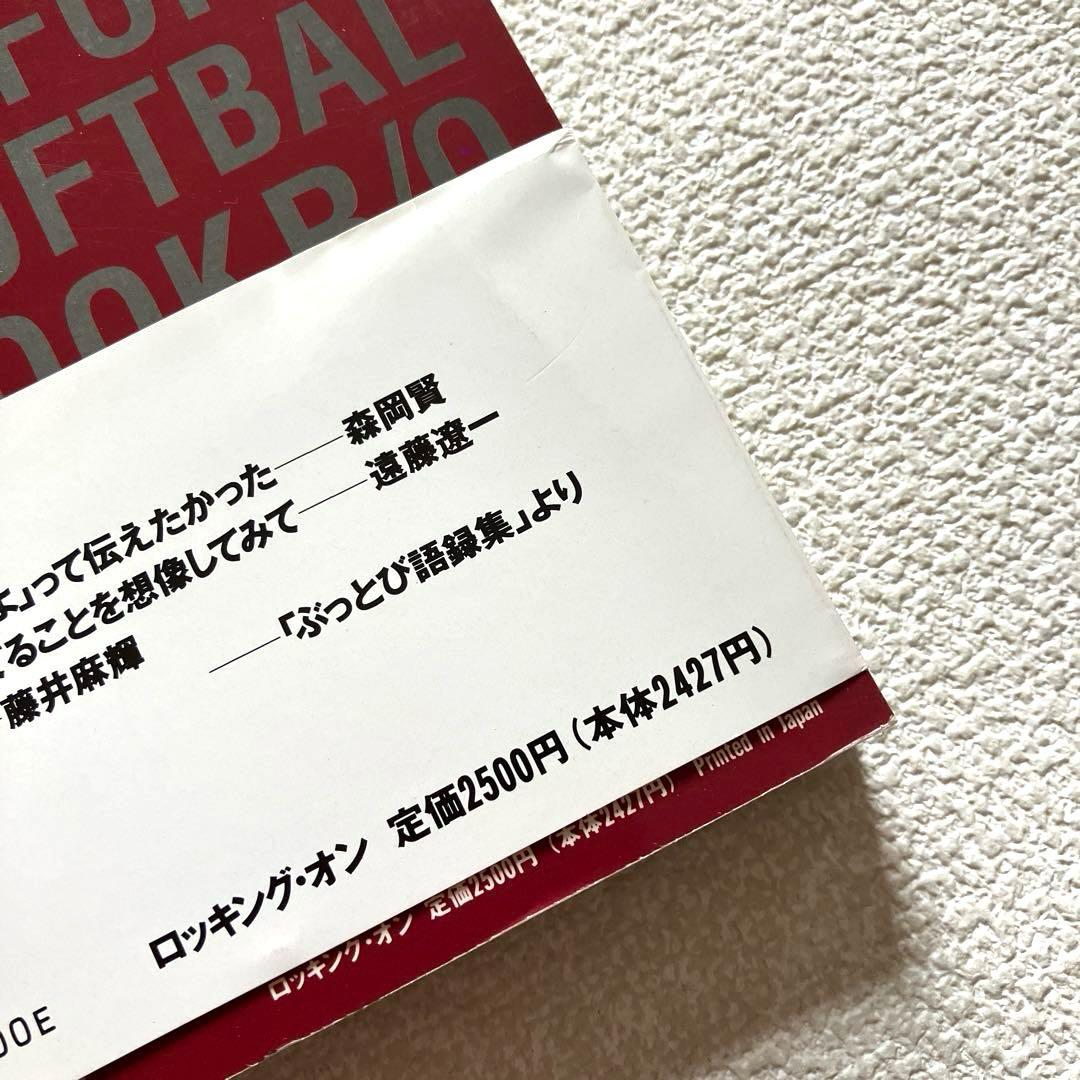 FTBAL
OOK R/O
よ」って伝えたかった――森岡賢
ることを想像してみて――遠藤遼一
藤井麻輝 ――「ぶっとび語録集」より
ロッキング・オン 定価2500円(本体2427円)
ロッキング・オン 定価2500円(本体2427円) Printed in Japan
00E